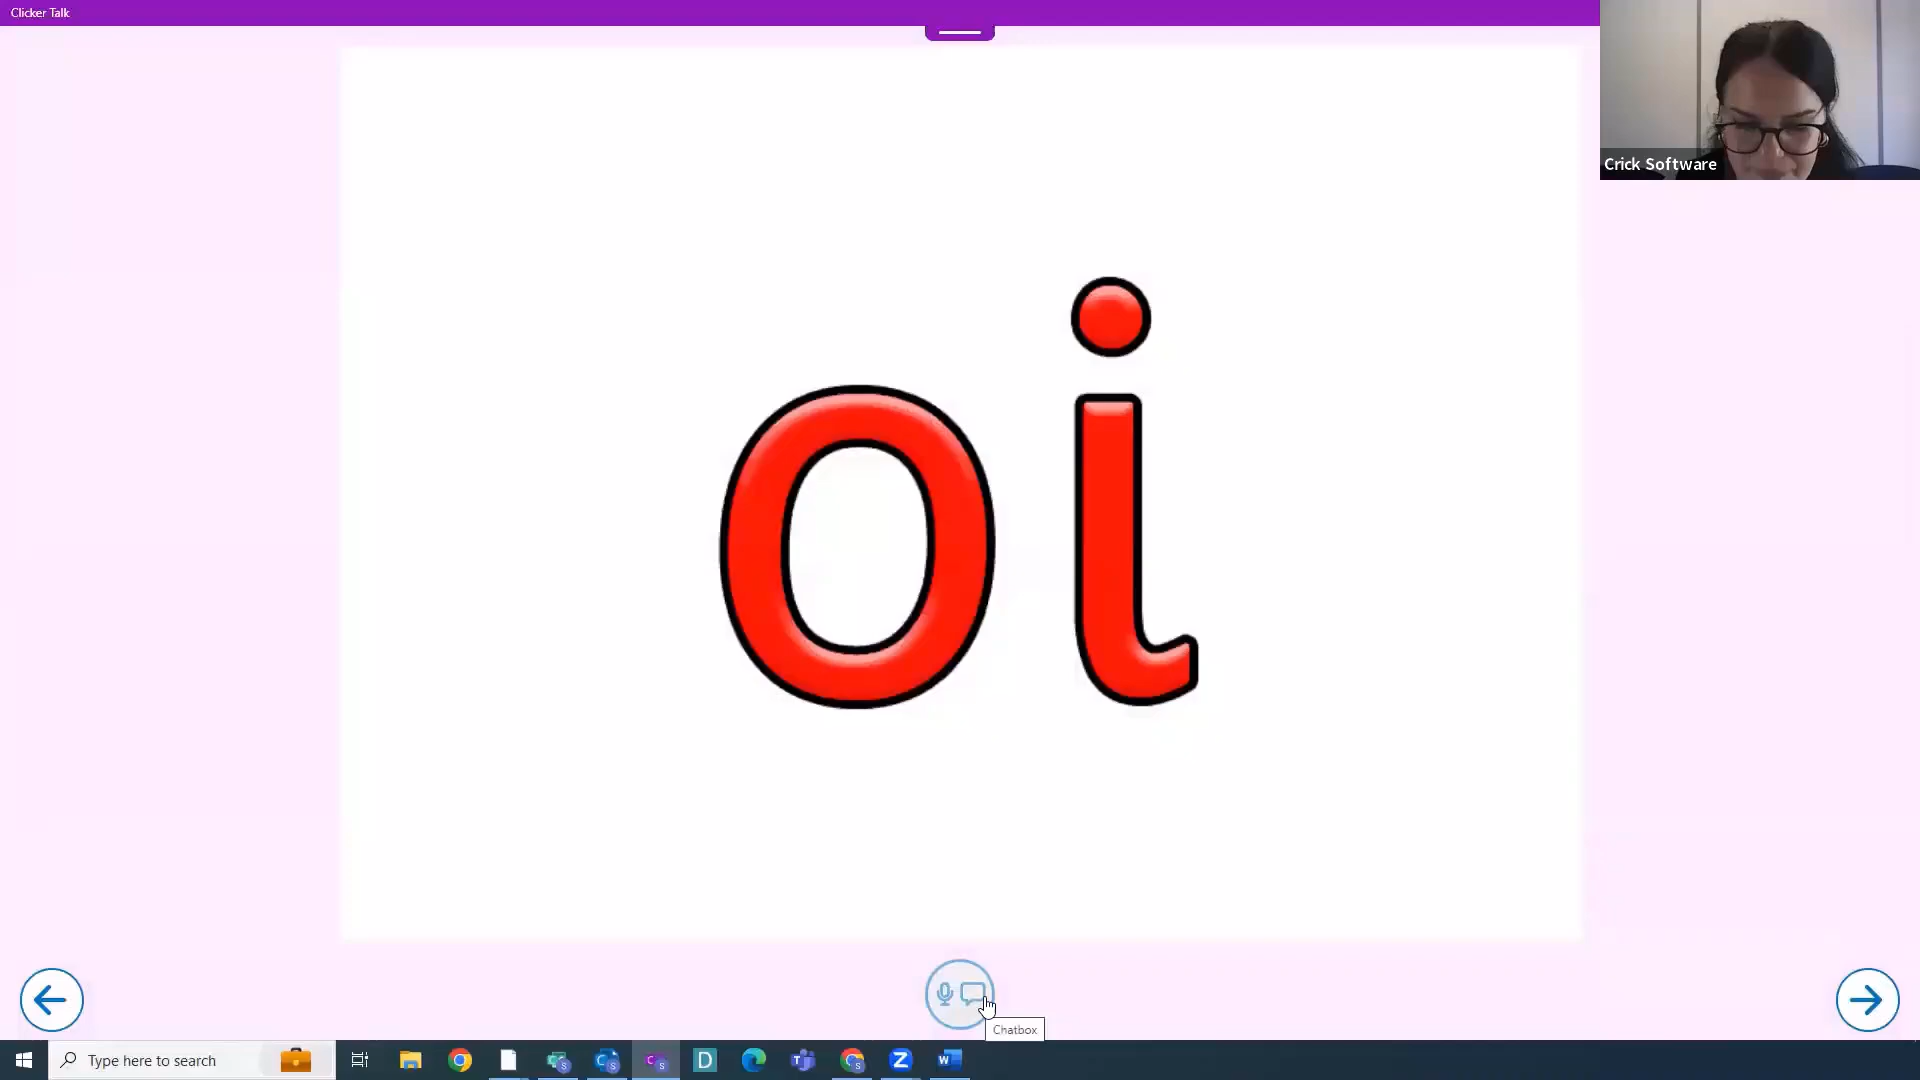 Clicker Talk
Crick Software
oi
Chatbox
Type here to search